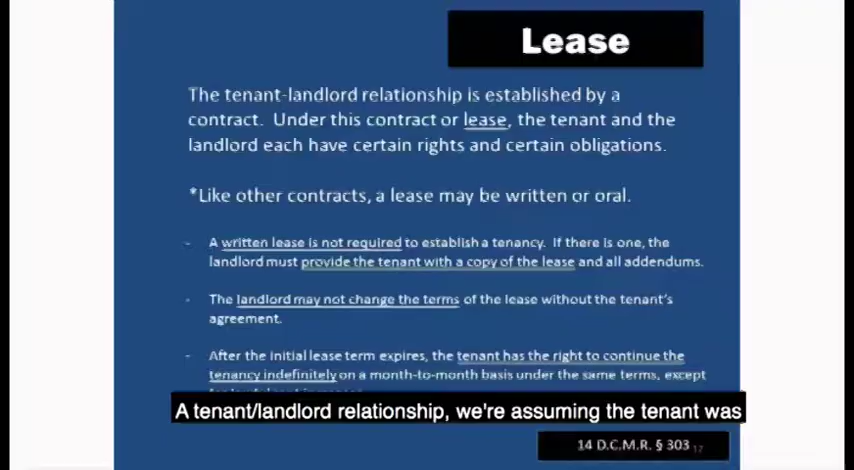 Lease
The tenant-landlord relationship is established by a
contract. Under this contract or lease, the tenant and the
landlord each have certain rights and certain obligations.
*Like other contracts, a lease may be written or oral.
- A written lease is not required to establish a tenancy. If there is one, the
landlord must provide the tenant with a copy of the lease and all addendums.
- The landlord may not change the terms of the lease without the tenant's
agreement.
- After the initial lease term expires, the tenant has the right to continue the
tenancy indefinitely on a month-to-month basis under the same terms, except
A tenant/landlord relationship, we're assuming the tenant was
14 D.C.M.R. § 303 17